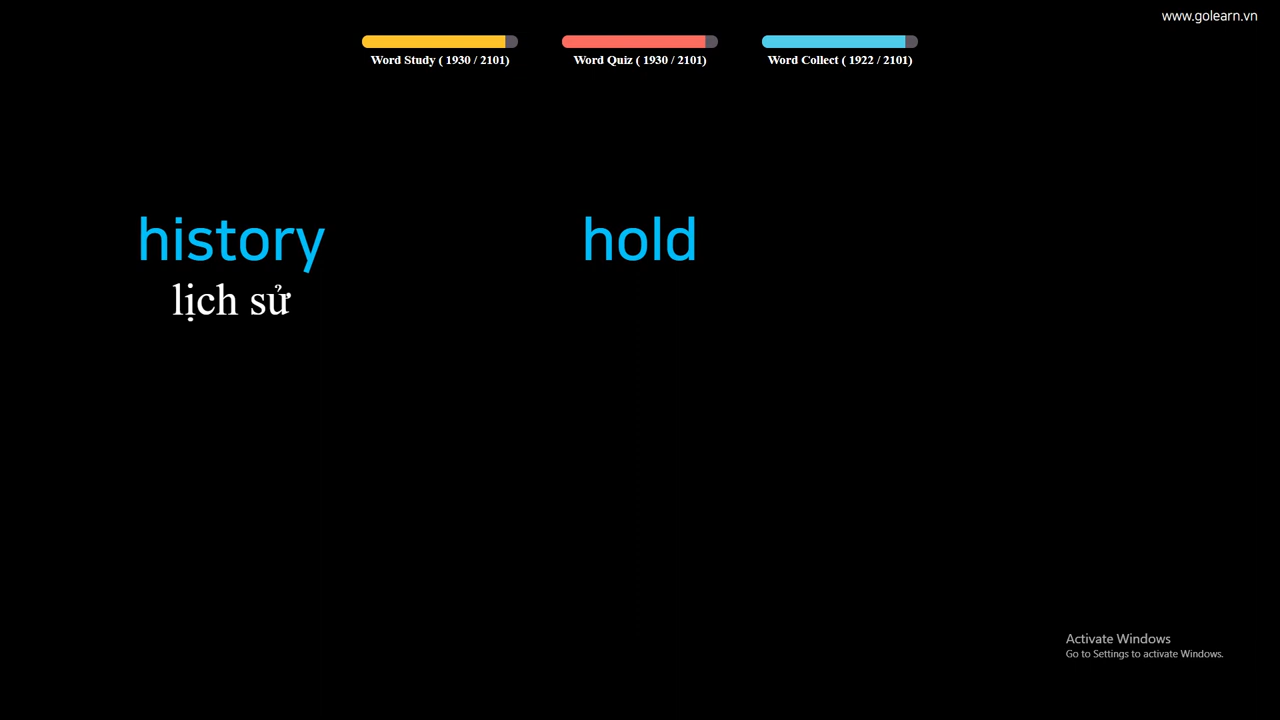 www.golearn.vn
Word Study ( 1930 / 2101)
Word Quiz ( 1930 / 2101)
Word Collect ( 1922 / 2101)
history
hold
lịch sử
Activate Windows
Go to Settings to activate Windows.